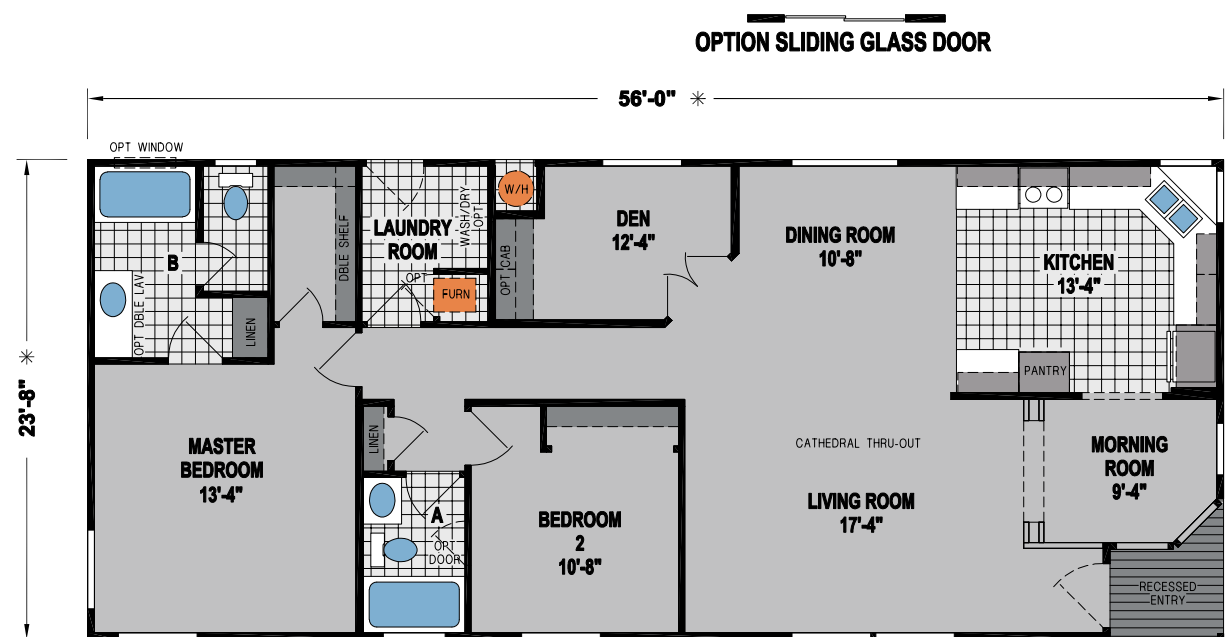 OPTION SLIDING GLASS DOOR
56'-0" ✳
OPT WINDOW
23'-8" ✳
B
OPT DBLE LAV
LINEN
DBLE SHELF
LAUNDRY
ROOM
WASH/DRY
OPT
OPT
FURN
W/H
OPT CAB
DEN
12'-4"
DINING ROOM
10'-8"
KITCHEN
13'-4"
PANTRY
MASTER
BEDROOM
13'-4"
LINEN
A
OPT
DOOR
BEDROOM
2
10'-8"
CATHEDRAL THRU-OUT
LIVING ROOM
17'-4"
MORNING
ROOM
9'-4"
RECESSED
ENTRY